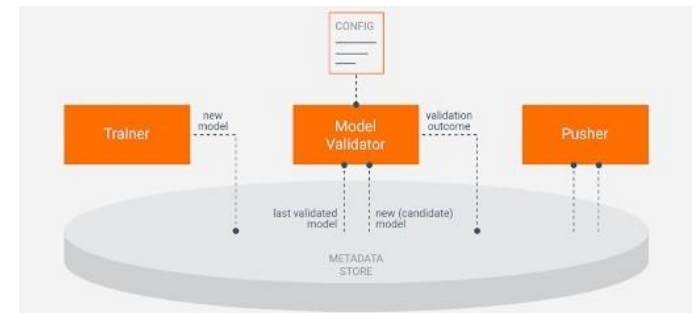 CONFIG
Trainer
new
model
Model
Validator
validation
outcome
Pusher
last validated
model
new (candidate)
model
METADATA
STORE